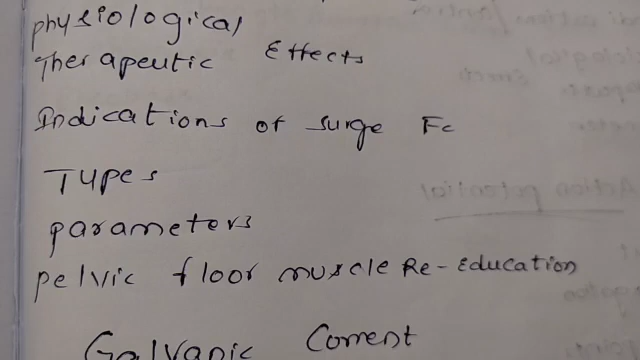 physiological
Therapeutic Effects
Indications of surge Fc
Types
parameters
pelvic floor muscle Re-Education
Galvanic Current